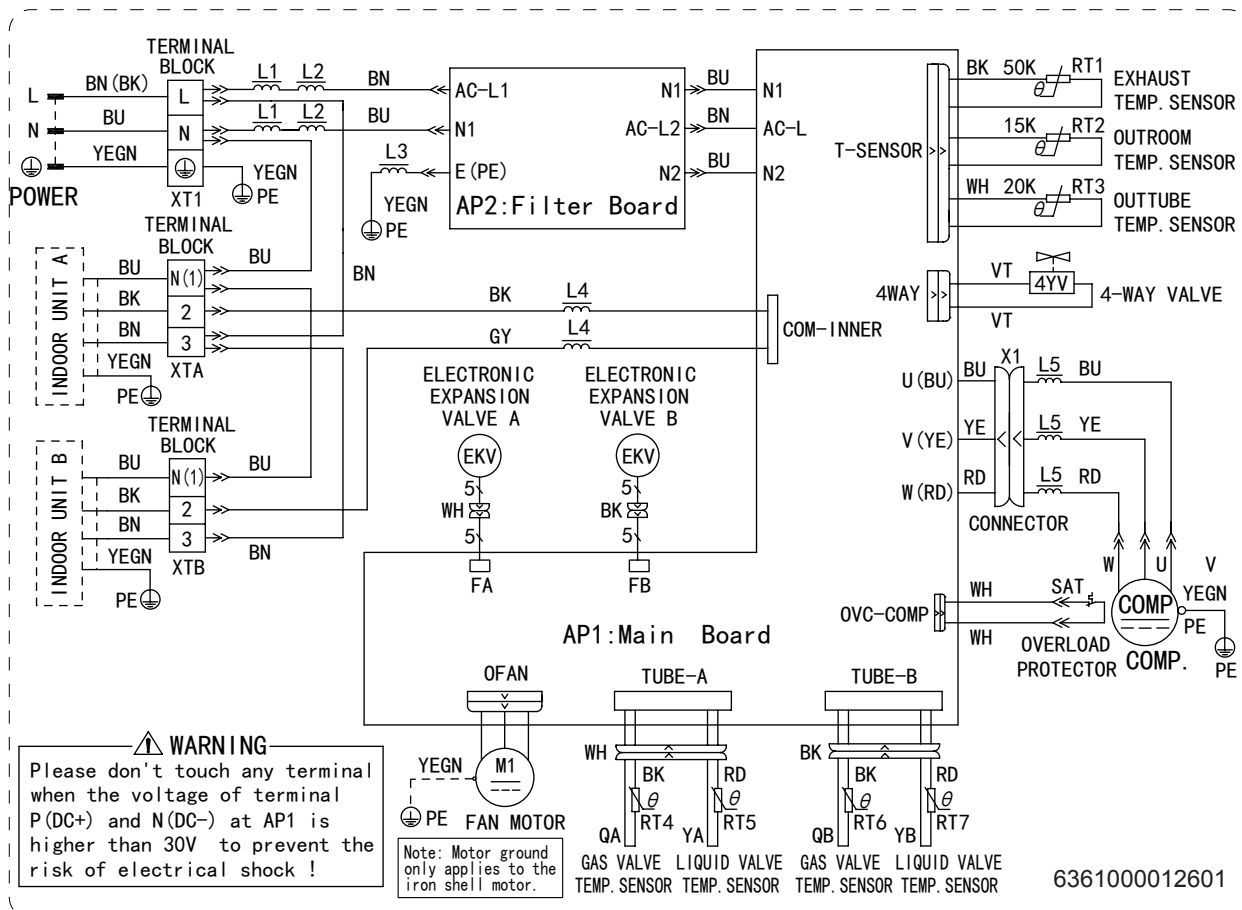 TERMINAL
BLOCK
L
BN(BK)
L
L1
L2
BN
AC-L1
N1
BU
N1
N
BU
N
L1
L2
BU
N1
AC-L2
BN
AC-L
YEGN
L3
E(PE)
N2
BU
N2
POWER
XT1
YEGN
PE
YEGN
PE
AP2:Filter Board
T-SENSOR
BK
50K
θ
RT1
EXHAUST
TEMP. SENSOR
15K
θ
RT2
OUTROOM
TEMP. SENSOR
WH
20K
θ
RT3
OUTTUBE
TEMP. SENSOR
TERMINAL
BLOCK
INDOOR UNIT A
BU
N(1)
BU
BK
2
BN
3
YEGN
XTA
PE
BN
BK
L4
GY
L4
COM-INNER
4WAY
VT
4YV
VT
4-WAY VALVE
TERMINAL
BLOCK
INDOOR UNIT B
BU
N(1)
BU
BK
2
BN
3
BN
YEGN
XTB
PE
ELECTRONIC
EXPANSION
VALVE A
EKV
5
WH
5
FA
ELECTRONIC
EXPANSION
VALVE B
EKV
5
BK
5
FB
U(BU)
BU
X1
L5
BU
V(YE)
YE
L5
YE
W(RD)
RD
L5
RD
CONNECTOR
W
U
V
OVC-COMP
WH
SAT
WH
OVERLOAD
PROTECTOR
COMP
COMP.
YEGN
PE
PE
AP1:Main Board
OFAN
M1
YEGN
PE
FAN MOTOR
Note: Motor ground
only applies to the
iron shell motor.
TUBE-A
WH
BK
RD
θ
θ
RT4
RT5
QA
YA
GAS VALVE
TEMP. SENSOR
LIQUID VALVE
TEMP. SENSOR
TUBE-B
BK
BK
RD
θ
θ
RT6
RT7
QB
YB
GAS VALVE
TEMP. SENSOR
LIQUID VALVE
TEMP. SENSOR
WARNING
Please don't touch any terminal
when the voltage of terminal
P(DC+) and N(DC-) at AP1 is
higher than 30V to prevent the
risk of electrical shock !
6361000012601